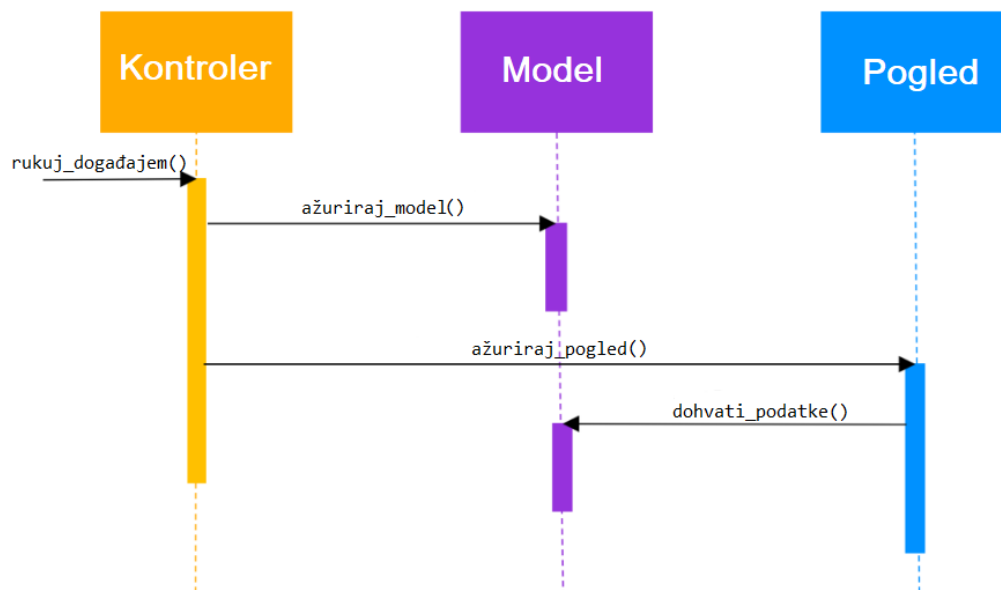 Kontroler
Model
Pogled
rukuj_događajem()
ažuriraj_model()
ažuriraj_pogled()
dohvati_podatke()